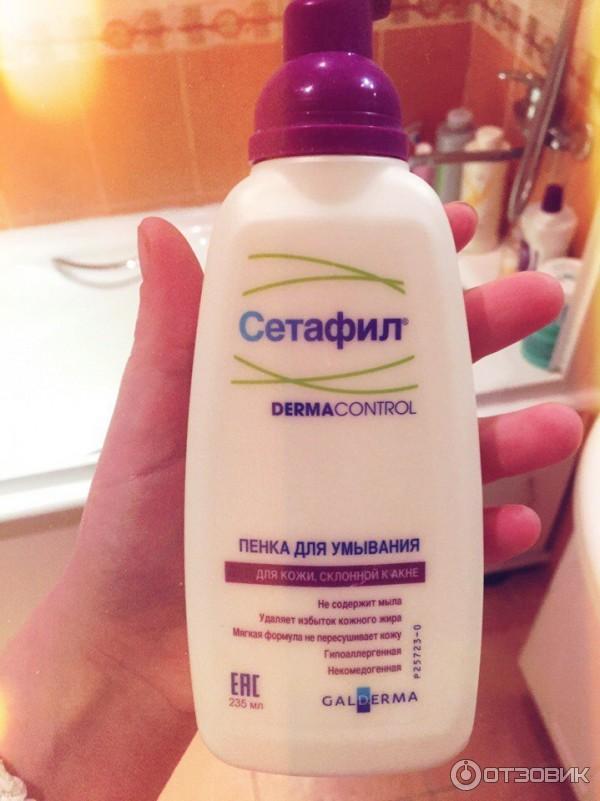 Сетафил®
DERMACONTROL
ПЕНКА ДЛЯ УМЫВАНИЯ
ДЛЯ КОЖИ, СКЛОННОЙ К АКНЕ
Не содержит мыла
Удаляет избыток кожного жира
Мягкая формула не пересушивает кожу
Гипоаллергенная
Некомедогенная
P25723-0
EAC
235 мл
GALDERMA
ОТЗОВИК